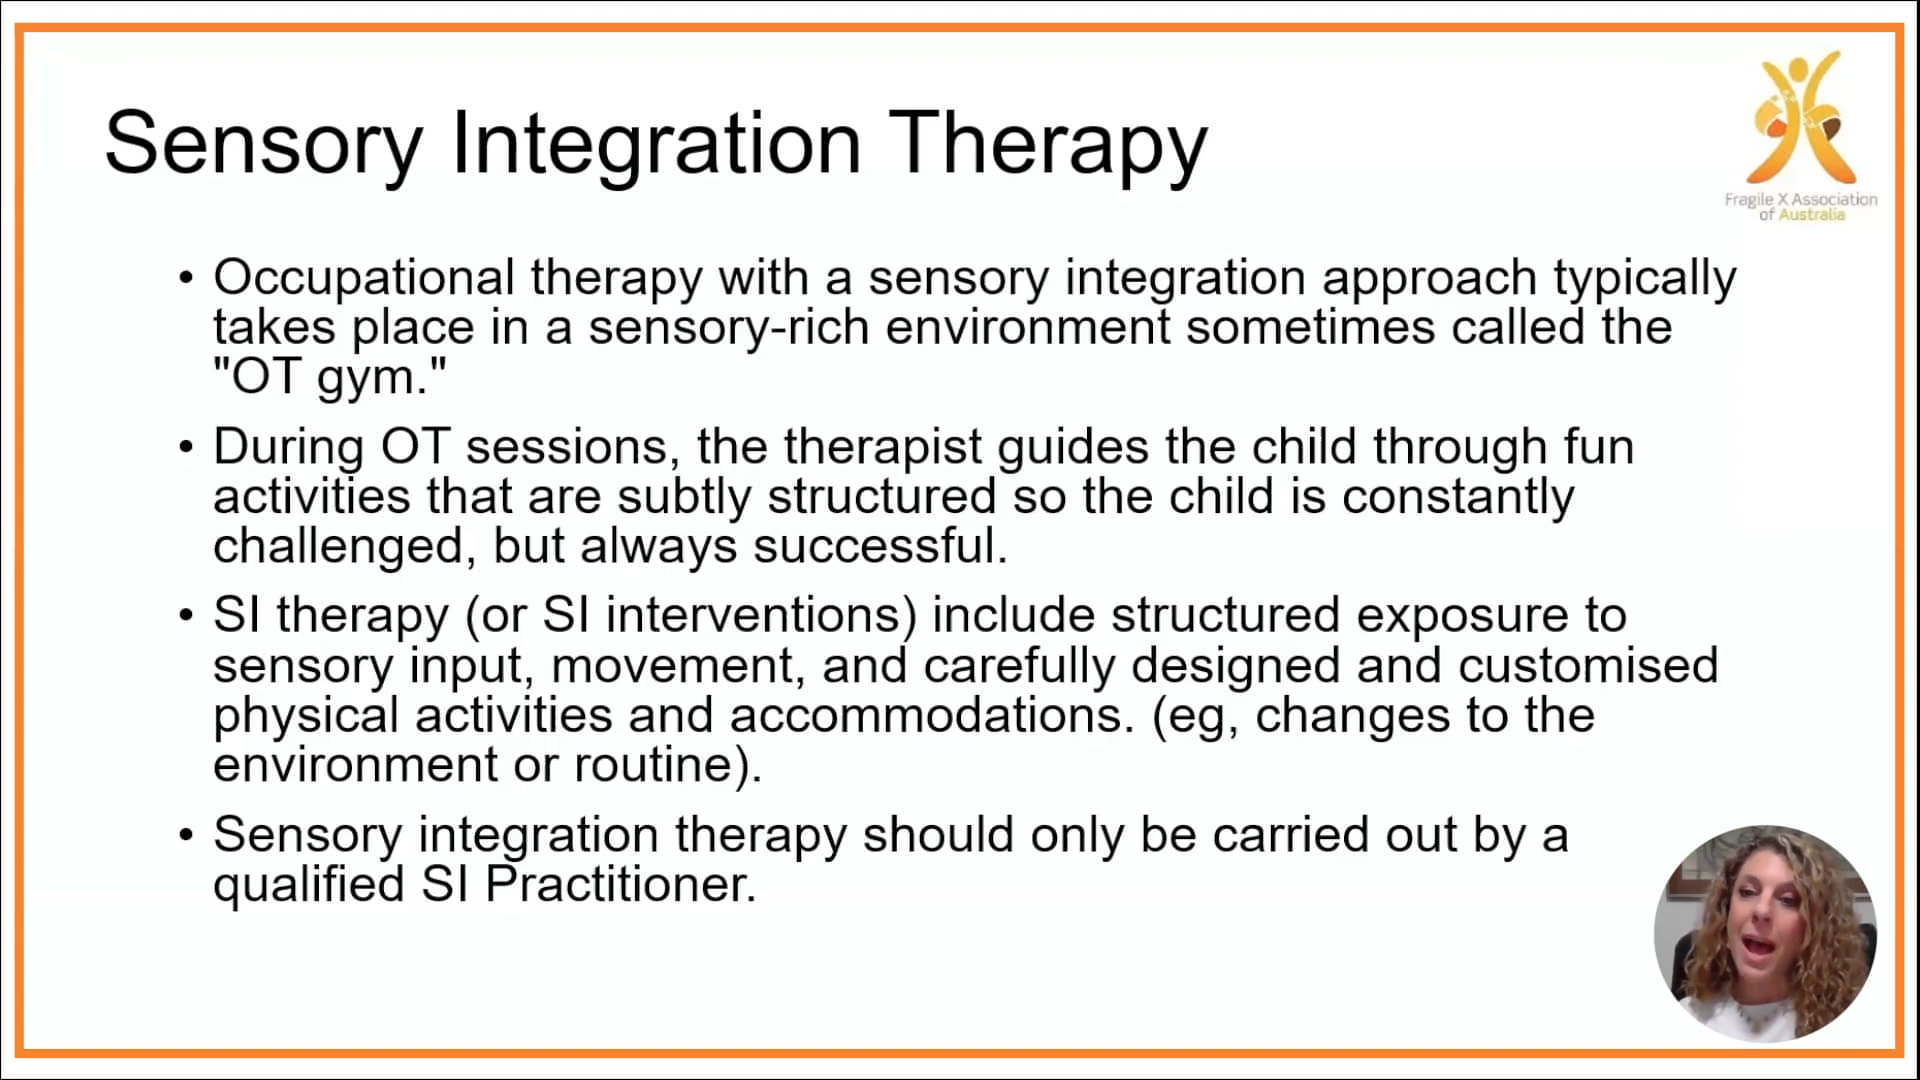 Sensory Integration Therapy
Fragile X Association
of Australia
• Occupational therapy with a sensory integration approach typically
takes place in a sensory-rich environment sometimes called the
"OT gym."
• During OT sessions, the therapist guides the child through fun
activities that are subtly structured so the child is constantly
challenged, but always successful.
• SI therapy (or SI interventions) include structured exposure to
sensory input, movement, and carefully designed and customised
physical activities and accommodations. (eg, changes to the
environment or routine).
• Sensory integration therapy should only be carried out by a
qualified SI Practitioner.